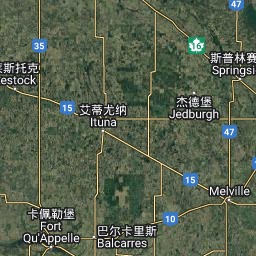 47
16
35
斯普林赛
Springsi
莱斯托克
estock
15
艾蒂尤纳
Ituna
杰德堡
Jedburgh
47
15
Melville
卡佩勒堡
Fort
Qu'Appelle
10
巴尔卡里斯
Balcarres